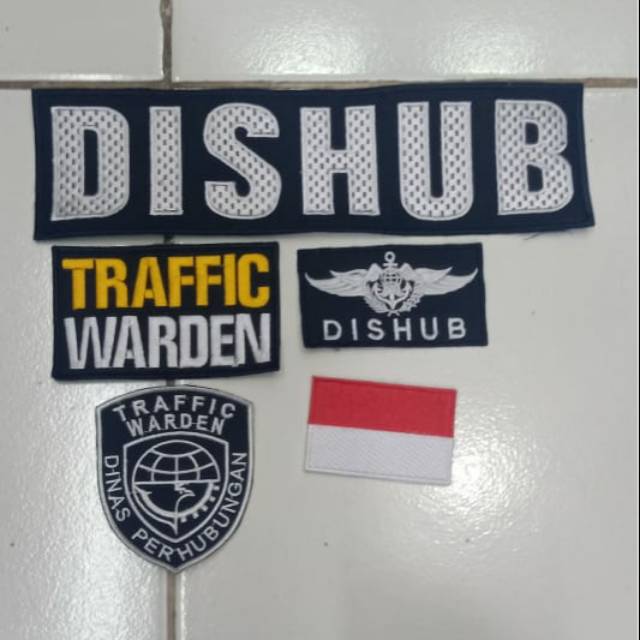 DISHUB
TRAFFIC
WARDEN
DISHUB
TRAFFIC
WARDEN
DINAS PERHUBUNGAN